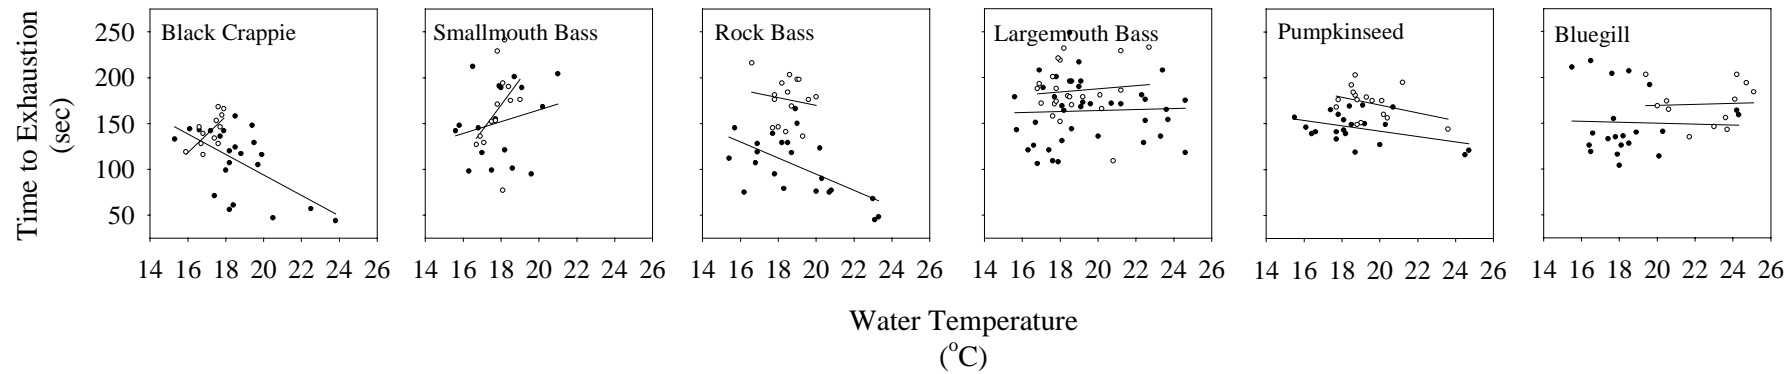 Time to Exhaustion
(sec)
250
200
150
100
50
Black Crappie
Smallmouth Bass
Rock Bass
Largemouth Bass
Pumpkinseed
Bluegill
14 16 18 20 22 24 26
14 16 18 20 22 24 26
14 16 18 20 22 24 26
14 16 18 20 22 24 26
14 16 18 20 22 24 26
14 16 18 20 22 24 26
Water Temperature
(°C)